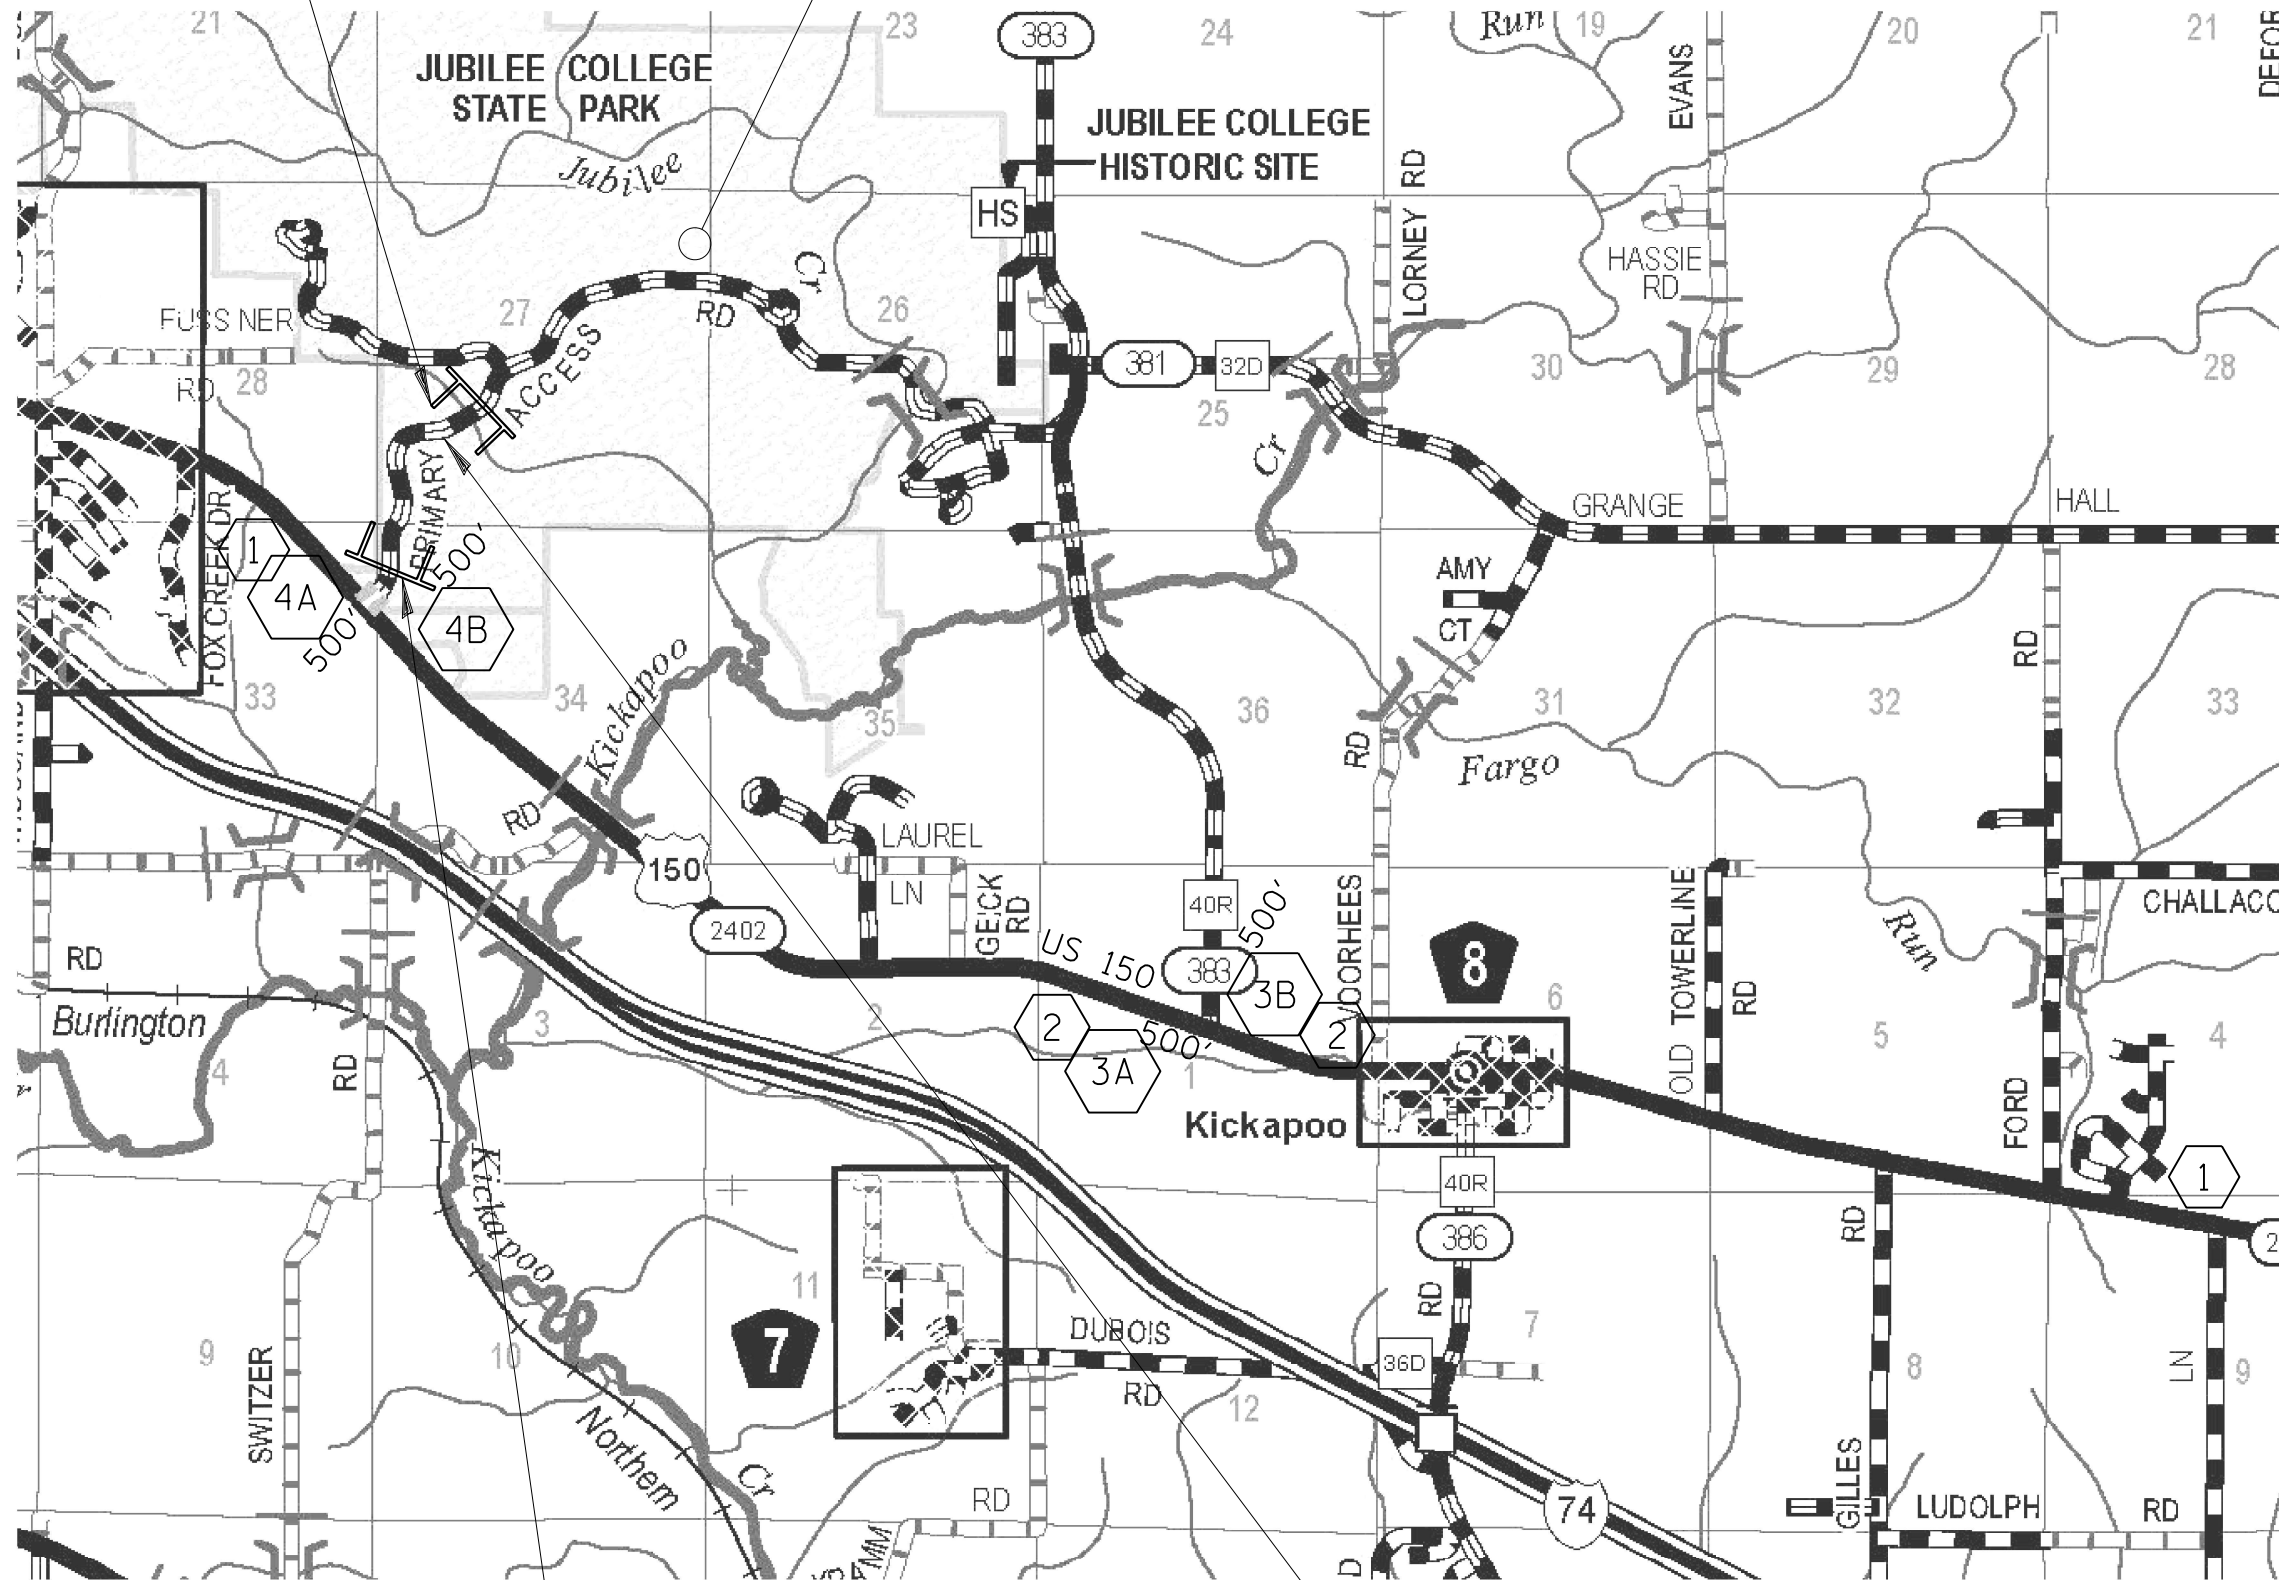 21
23
24
19
20
21
383
Run
EVANS
JUBILEE COLLEGE
STATE PARK
JUBILEE COLLEGE
HISTORIC SITE
Jubilee
RD
HS
LORNEY
HASSIE
RD
Cr
FUSSNER
27
RD
26
ACCESS
28
RD
381
32D
30
29
28
25
Cr
PRIMARY
GRANGE
HALL
FOX CREEK DR
1
4A
500'
500'
4B
AMY
CT
RD
33
34
Kickapoo
35
36
31
32
33
RD
Fargo
RD
LAUREL
LN
150
GEICK
RD
2402
40R
383
500'
US 150
VOORHEES
8
OLD TOWERLINE
RD
CHALLACO
Run
RD
Burlington
3
2
2
3B
2
6
5
4
4
RD
500'
3A
1
Kickapoo
FORD
1
40R
386
RD
RD
2
Kickapoo
11
7
DUBOIS
RD
36D
7
9
SWITZER
10
12
8
LN
9
Northern
Cr
RD
74
GILLES
LUDOLPH
RD